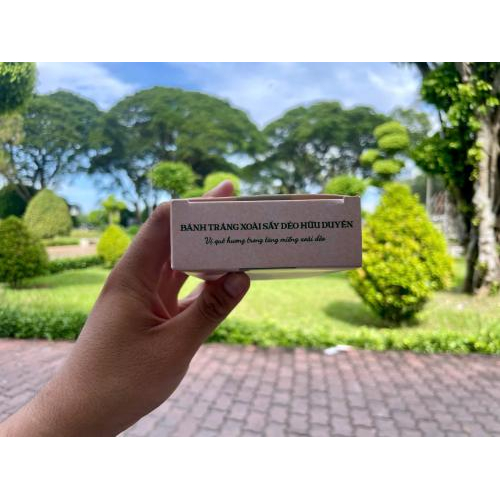 BÁNH TRÁNG XOÀI SẤY DẺO HỮU DUYÊN
Vị quê hương trong từng miếng xoài dẻo